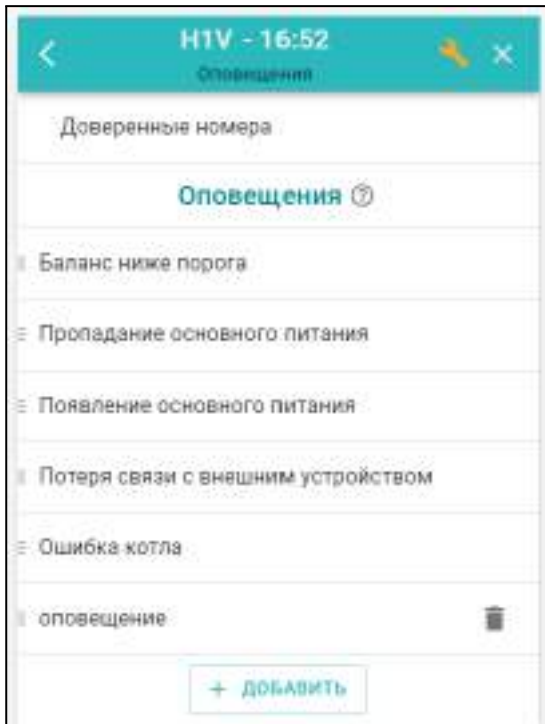 H1V - 16:52
Оповещения
Доверенные номера
Оповещения
Баланс ниже порога
Пропадание основного питания
Появление основного питания
Потеря связи с внешним устройством
Ошибка котла
оповещение
+ ДОБАВИТЬ